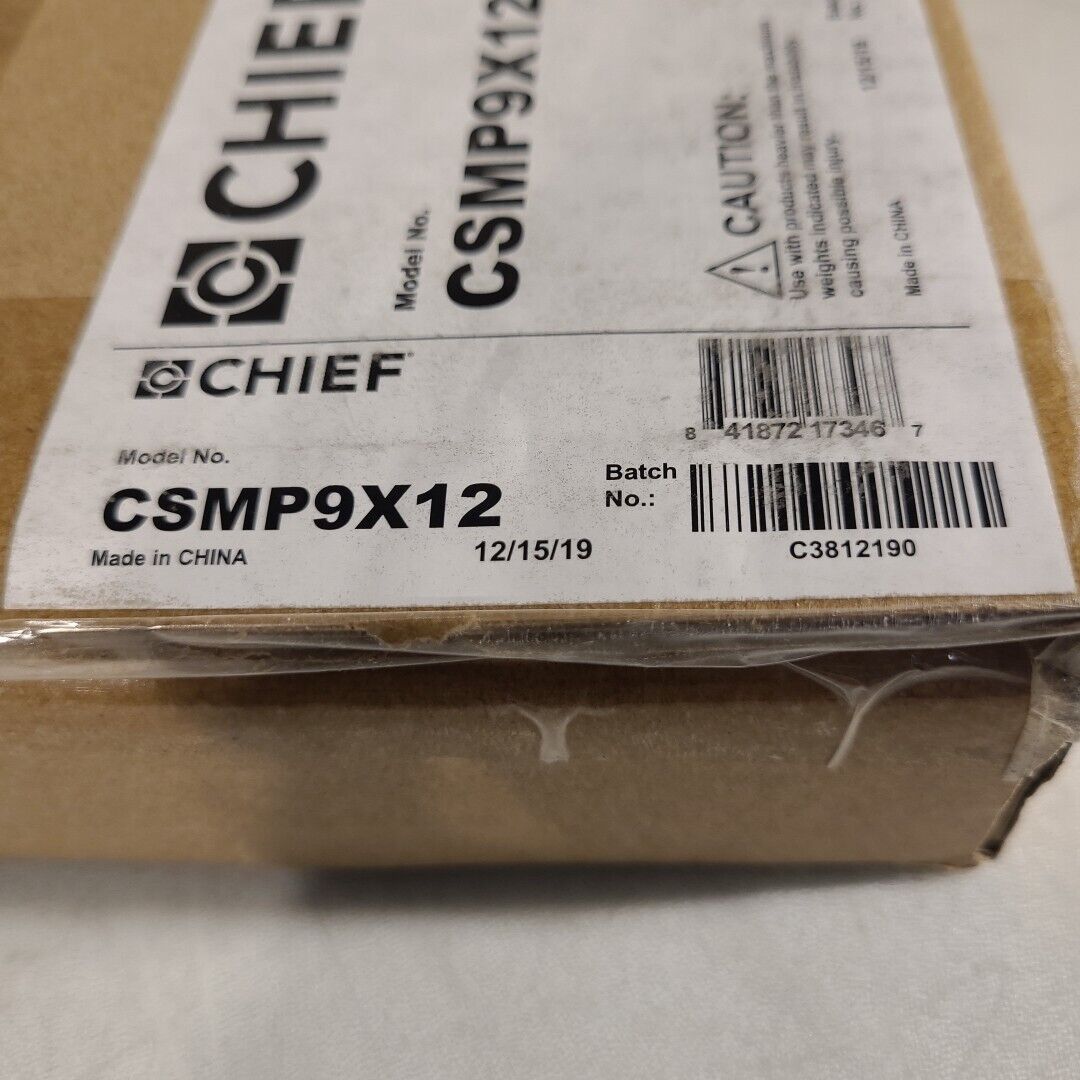 CHIEF
Model No.
CSMP9X12
CAUTION:
Use with products heavier than the maximum
weights indicated may result in instability
causing possible injury.
Made in CHINA
CHIEF
Model No.
CSMP9X12
Made in CHINA
12/15/19
8 41872 17346 7
Batch
No.:
C3812190